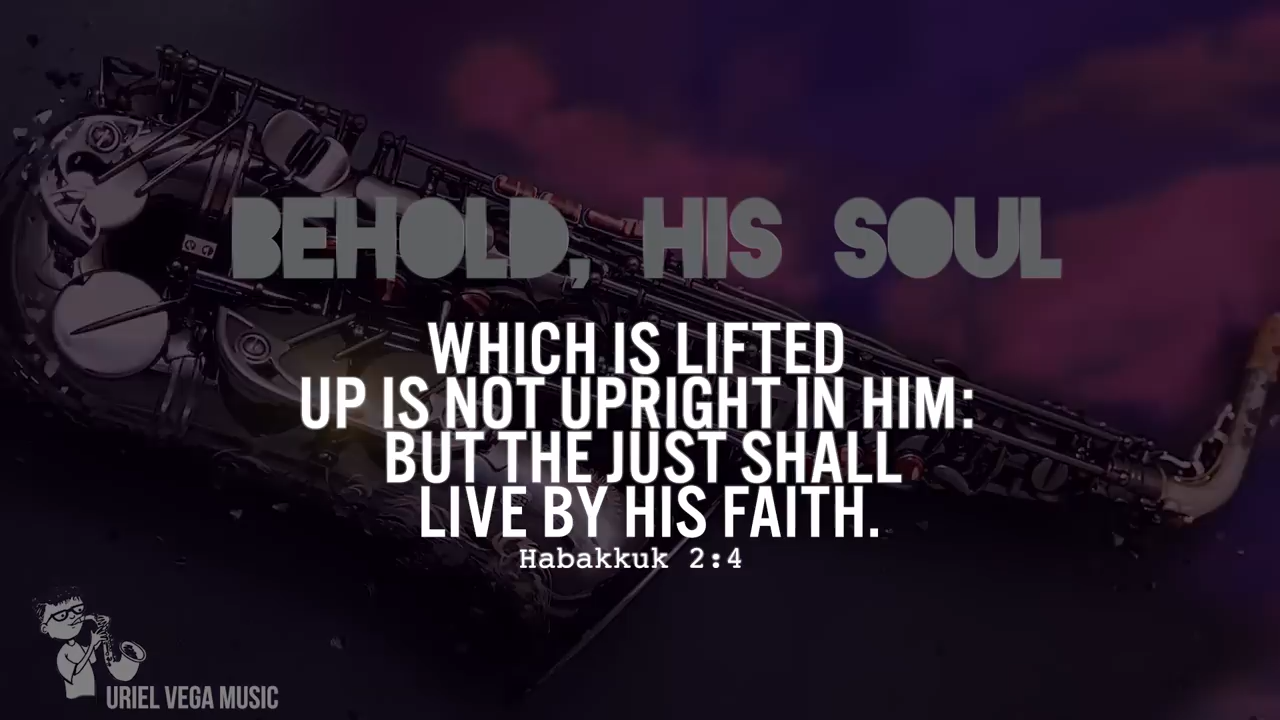 BEHOLD, HIS SOUL
WHICH IS LIFTED
UP IS NOT UPRIGHT IN HIM:
BUT THE JUST SHALL
LIVE BY HIS FAITH.
Habakkuk 2:4
URIEL VEGA MUSIC